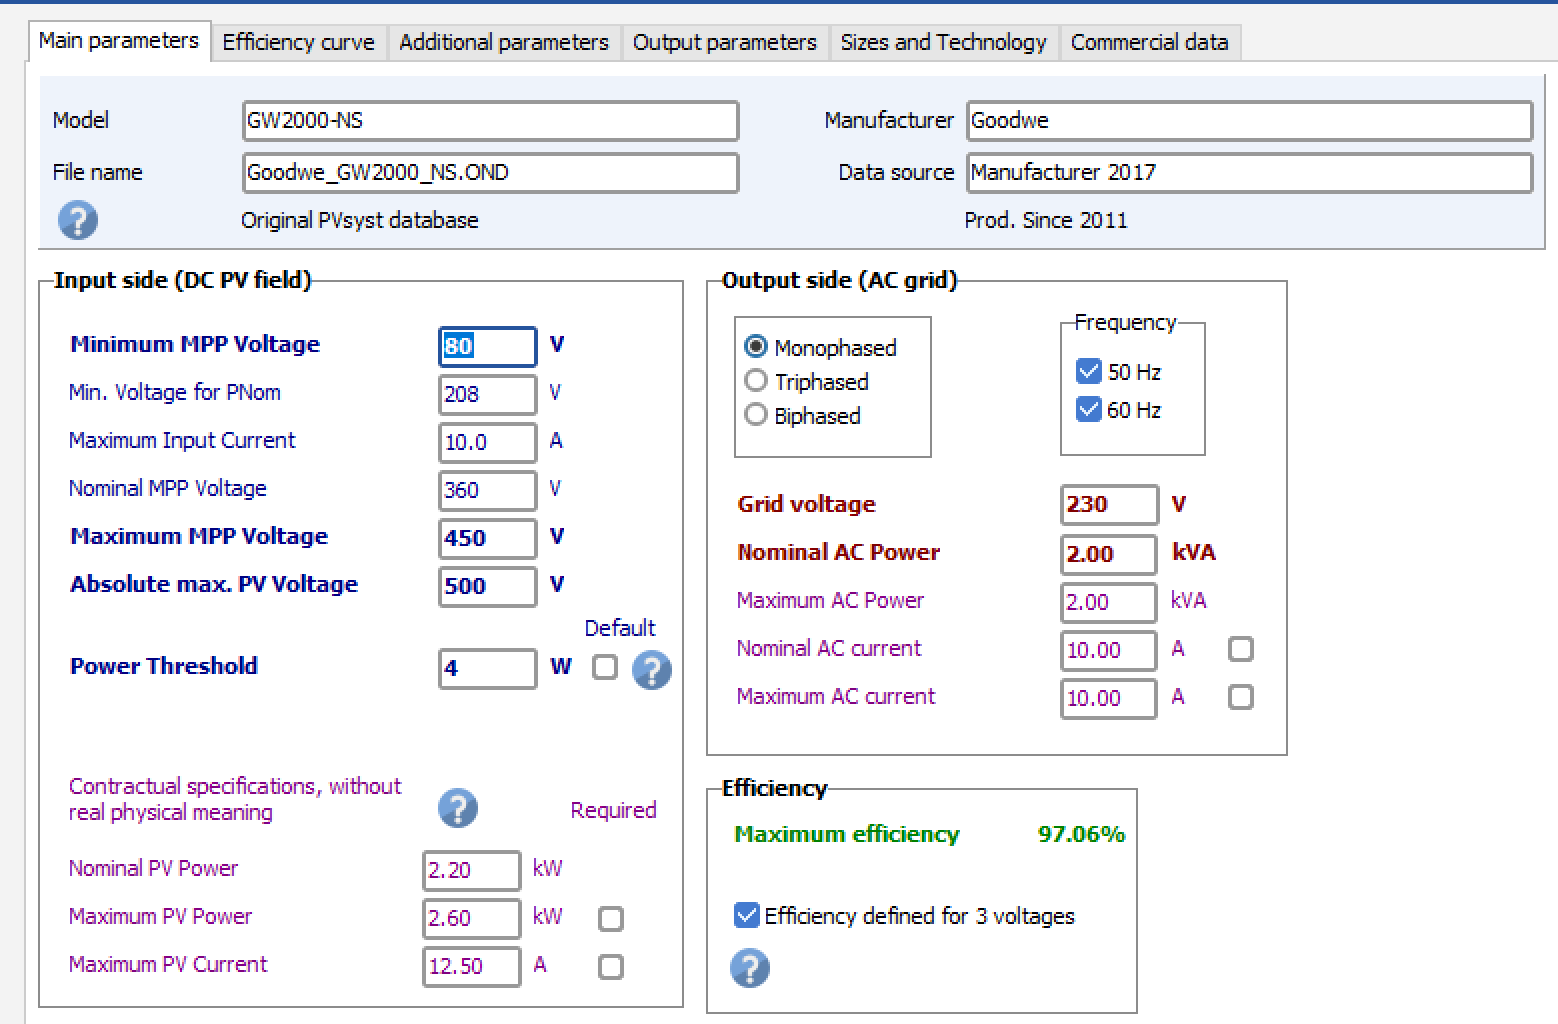 Main parameters Efficiency curve Additional parameters Output parameters Sizes and Technology Commercial data
Model GW2000-NS Manufacturer Goodwe
File name Goodwe_GW2000_NS.OND Data source Manufacturer 2017
? Original PVsyst database Prod. Since 2011
Input side (DC PV field)
Minimum MPP Voltage 80 V
Min. Voltage for PNom 208 V
Maximum Input Current 10.0 A
Nominal MPP Voltage 360 V
Maximum MPP Voltage 450 V
Absolute max. PV Voltage 500 V
Default
Power Threshold 4 W ?
Contractual specifications, without
real physical meaning ? Required
Nominal PV Power 2.20 kW
Maximum PV Power 2.60 kW
Maximum PV Current 12.50 A
Output side (AC grid)
Monophased
Triphased
Biphased
Frequency
50 Hz
60 Hz
Grid voltage 230 V
Nominal AC Power 2.00 kVA
Maximum AC Power 2.00 kVA
Nominal AC current 10.00 A
Maximum AC current 10.00 A
Efficiency
Maximum efficiency 97.06%
Efficiency defined for 3 voltages
?